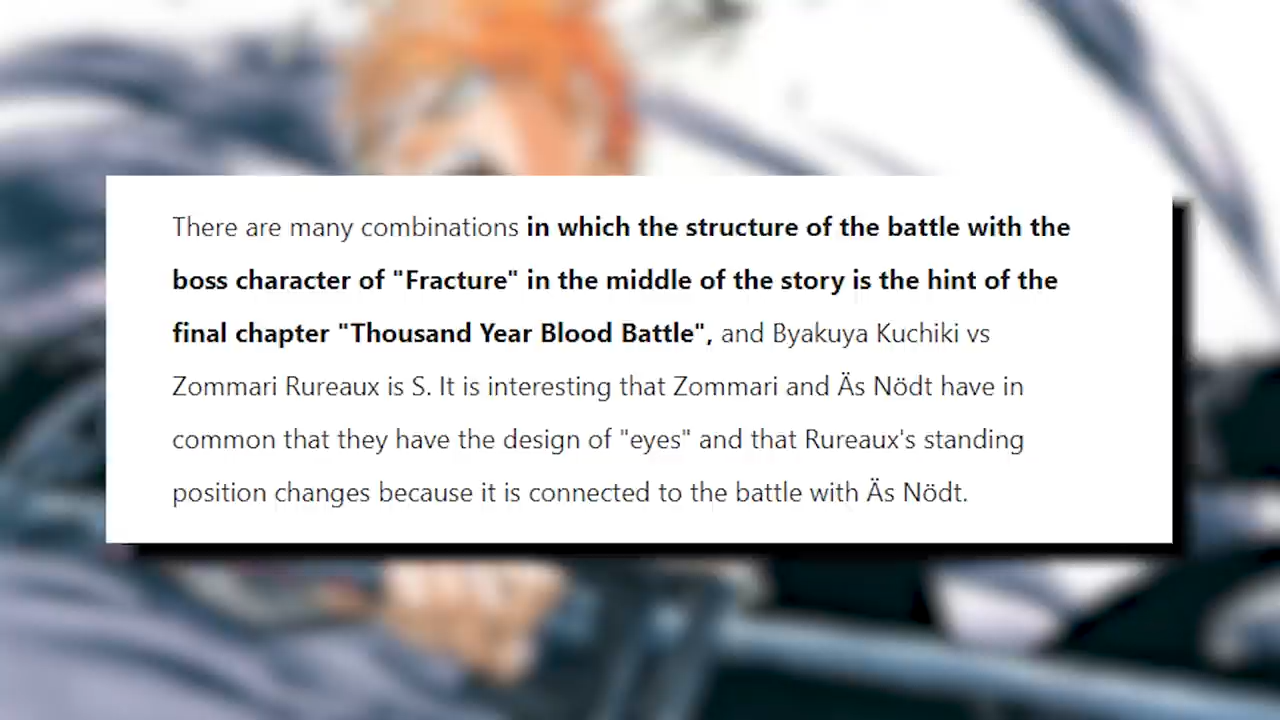 There are many combinations in which the structure of the battle with the
boss character of "Fracture" in the middle of the story is the hint of the
final chapter "Thousand Year Blood Battle", and Byakuya Kuchiki vs
Zommari Rureaux is S. It is interesting that Zommari and Äs Nödt have in
common that they have the design of "eyes" and that Rureaux's standing
position changes because it is connected to the battle with Äs Nödt.